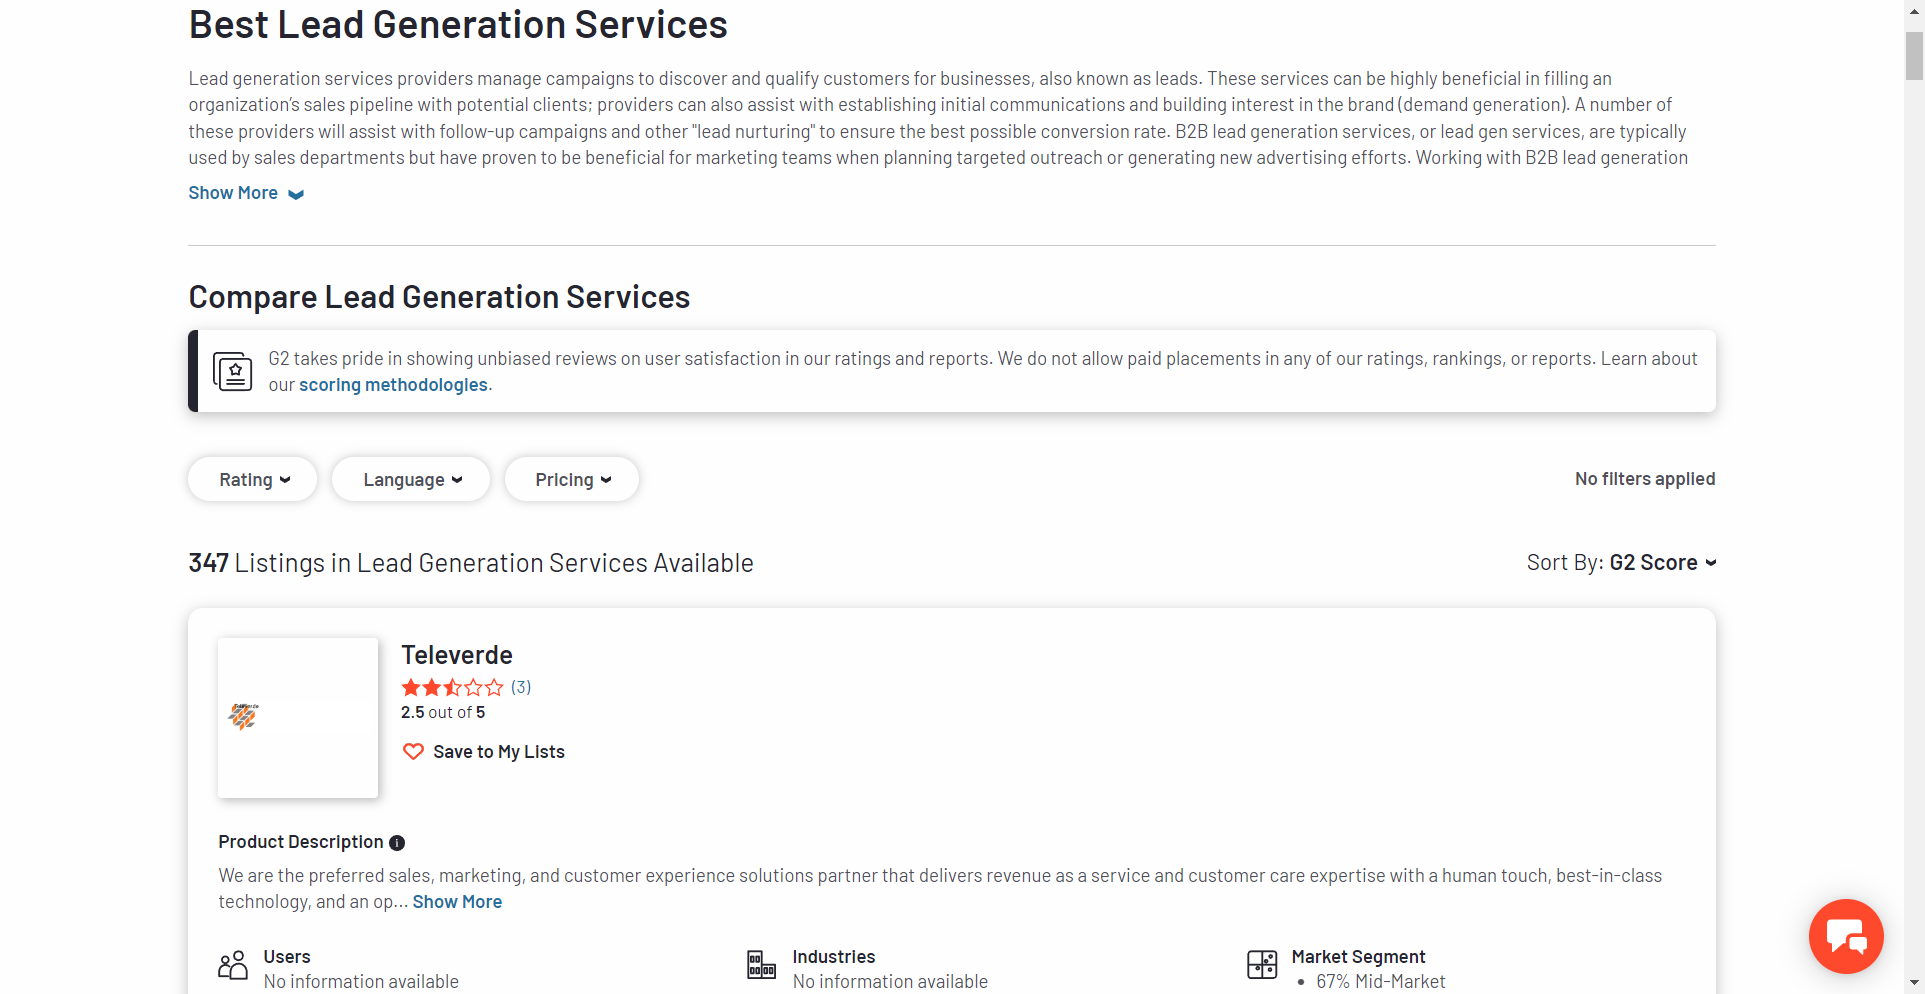 Best Lead Generation Services
Lead generation services providers manage campaigns to discover and qualify customers for businesses, also known as leads. These services can be highly beneficial in filling an
organization's sales pipeline with potential clients; providers can also assist with establishing initial communications and building interest in the brand (demand generation). A number of
these providers will assist with follow-up campaigns and other "lead nurturing" to ensure the best possible conversion rate. B2B lead generation services, or lead gen services, are typically
used by sales departments but have proven to be beneficial for marketing teams when planning targeted outreach or generating new advertising efforts. Working with B2B lead generation
Show More
Compare Lead Generation Services
G2 takes pride in showing unbiased reviews on user satisfaction in our ratings and reports. We do not allow paid placements in any of our ratings, rankings, or reports. Learn about
our scoring methodologies.
Rating
Language
Pricing
No filters applied
347 Listings in Lead Generation Services Available
Sort By: G2 Score
Televerde
(3)
2.5 out of 5
Save to My Lists
Product Description
We are the preferred sales, marketing, and customer experience solutions partner that delivers revenue as a service and customer care expertise with a human touch, best-in-class
technology, and an op... Show More
Users
No information available
Industries
No information available
Market Segment
• 67% Mid-Market